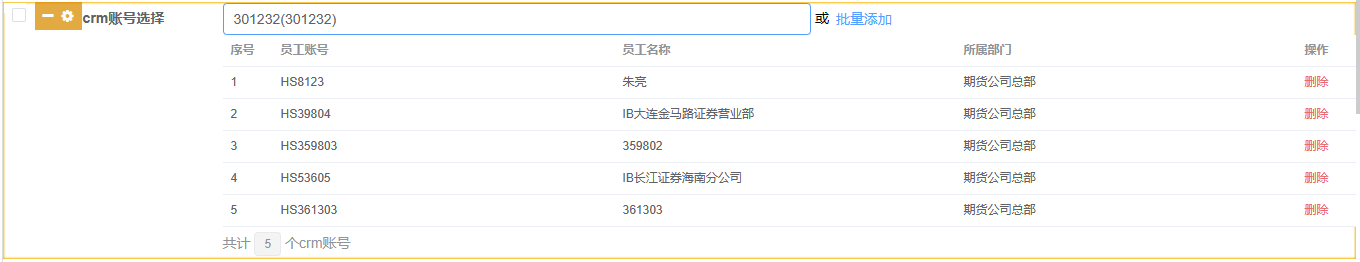 crm账号选择 301232(301232) 或 批量添加
序号 员工账号 员工名称 所属部门 操作
1 HS8123 朱亮 期货公司总部 删除
2 HS39804 IB大连金马路证券营业部 期货公司总部 删除
3 HS359803 359802 期货公司总部 删除
4 HS53605 IB长江证券海南分公司 期货公司总部 删除
5 HS361303 361303 期货公司总部 删除
共计 5 个crm账号